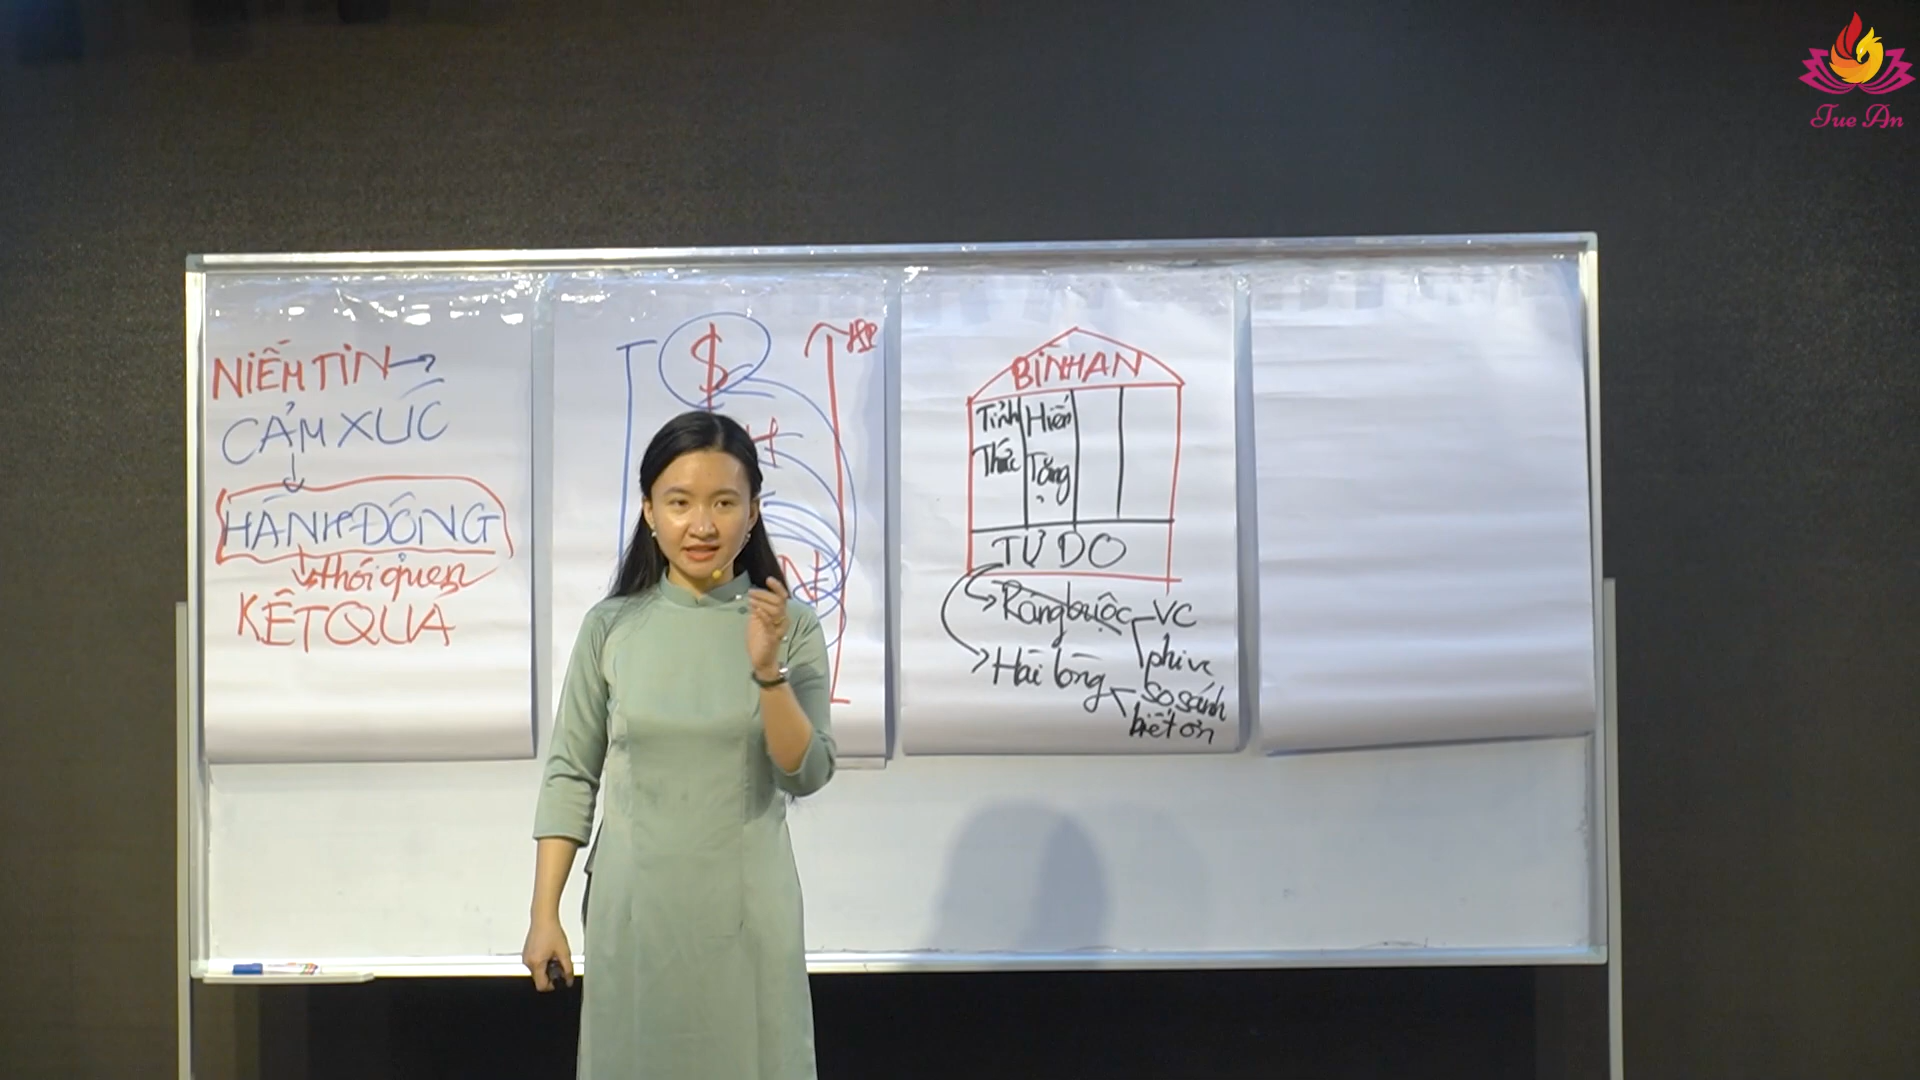 Tue An
NIỀM TIN
CẢM XÚC
HÀNH ĐỘNG
thói quen
KẾT QUẢ
$
H
BÌNH AN
Tỉnh Hiến
Thức Tặng
TỰ DO
Ràng buộc VC
phi vc
Hài lòng so sánh
biết ơn